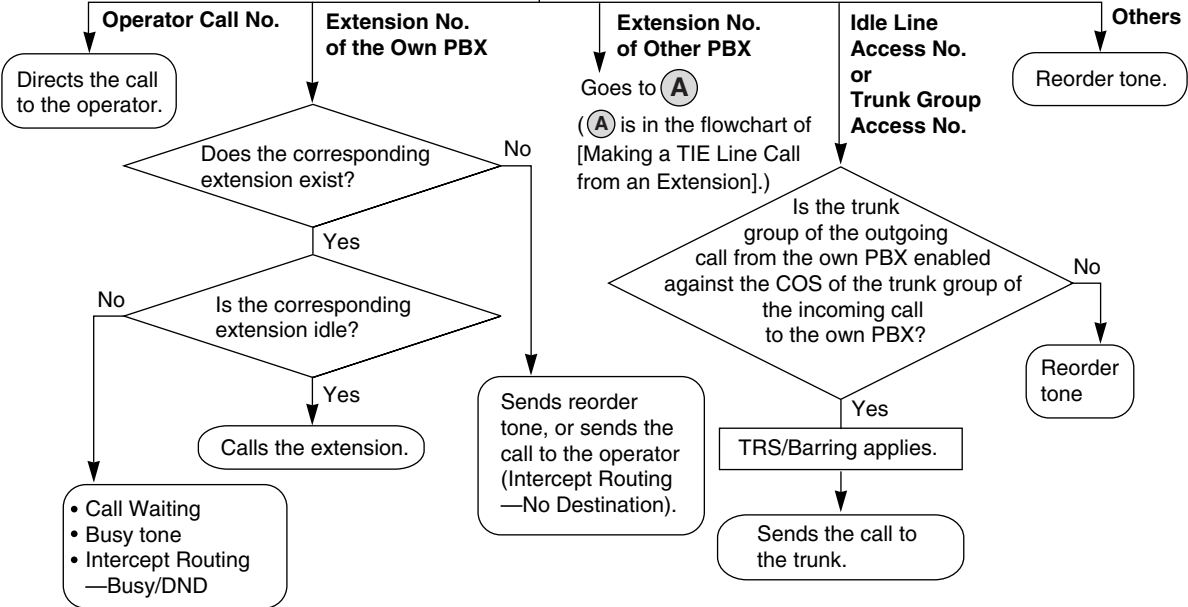 Operator Call No.
Directs the call
to the operator.
Extension No.
of the Own PBX
Does the corresponding
extension exist?
No
Yes
Is the corresponding
extension idle?
No
Yes
Calls the extension.
• Call Waiting
• Busy tone
• Intercept Routing
—Busy/DND
Sends reorder
tone, or sends the
call to the operator
(Intercept Routing
—No Destination).
Extension No.
of Other PBX
Goes to A
(A is in the flowchart of
[Making a TIE Line Call
from an Extension].)
Idle Line
Access No.
or
Trunk Group
Access No.
Is the trunk
group of the outgoing
call from the own PBX enabled
against the COS of the trunk group of
the incoming call
to the own PBX?
No
Reorder
tone
Yes
TRS/Barring applies.
Sends the call to
the trunk.
Others
Reorder tone.